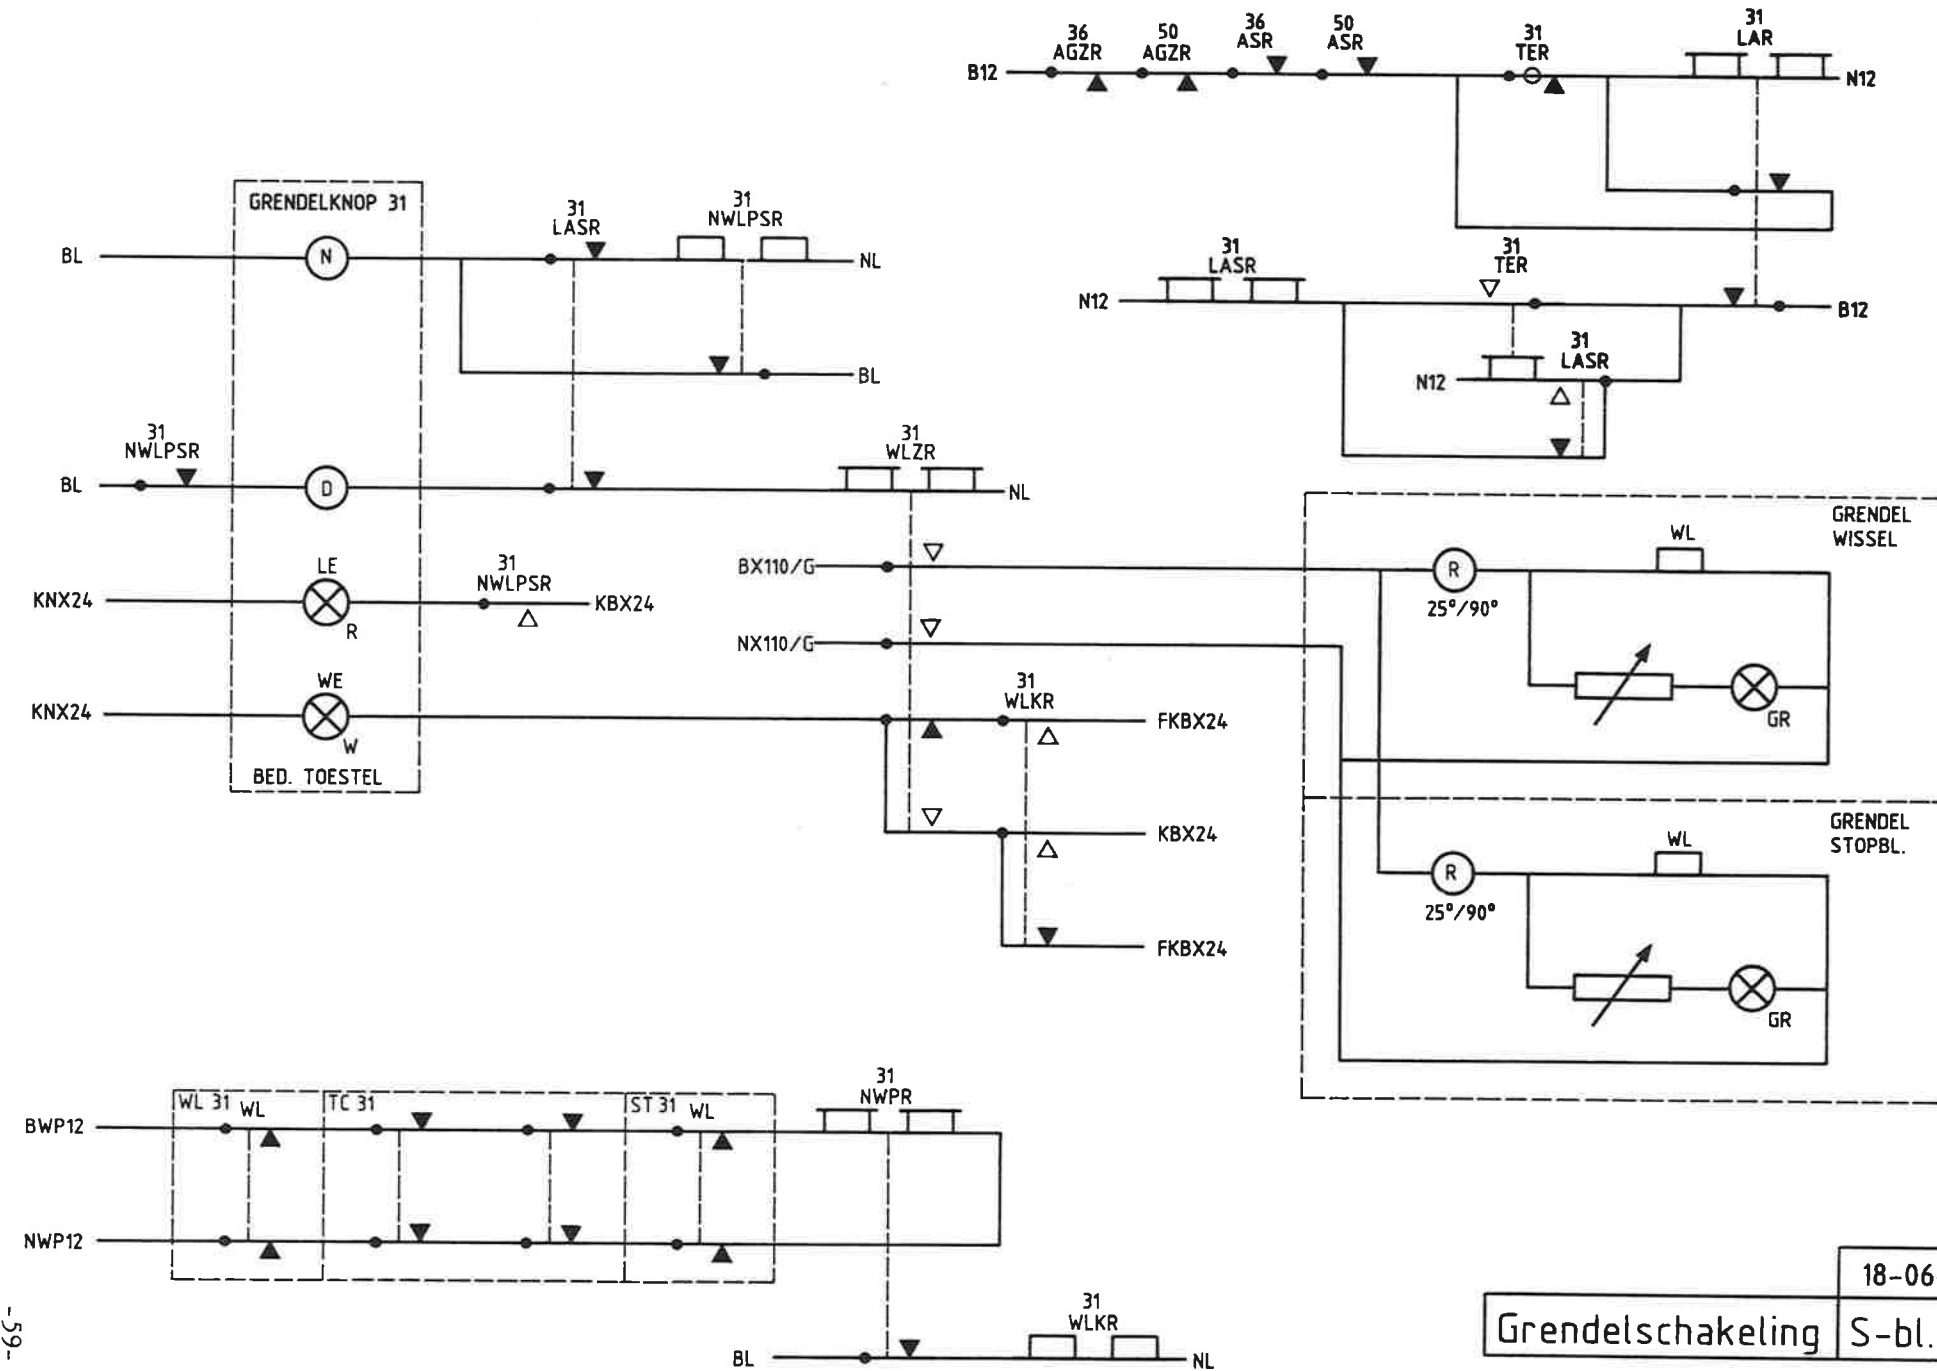 36 AGZR
50 AGZR
36 ASR
50 ASR
31 TER
31 LAR
B12
N12
GRENDELKNOP 31
31 LASR
31 NWLPSR
BL
N
NL
BL
31 LASR
31 TER
N12
B12
31 LASR
N12
31 NWLPSR
31 WLZR
BL
D
NL
GRENDEL WISSEL
WL
BX110/G
R
25°/90°
GR
LE
31 NWLPSR
KNX24
KBX24
R
NX110/G
WE
31 WLKR
KNX24
FKBX24
W
BED. TOESTEL
KBX24
FKBX24
GRENDEL STOPBL.
WL
R
25°/90°
GR
WL 31
WL
TC 31
ST 31
WL
31 NWPR
BWP12
NWP12
31 WLKR
BL
NL
18-06
Grendelschakeling
S-bl.
-59-